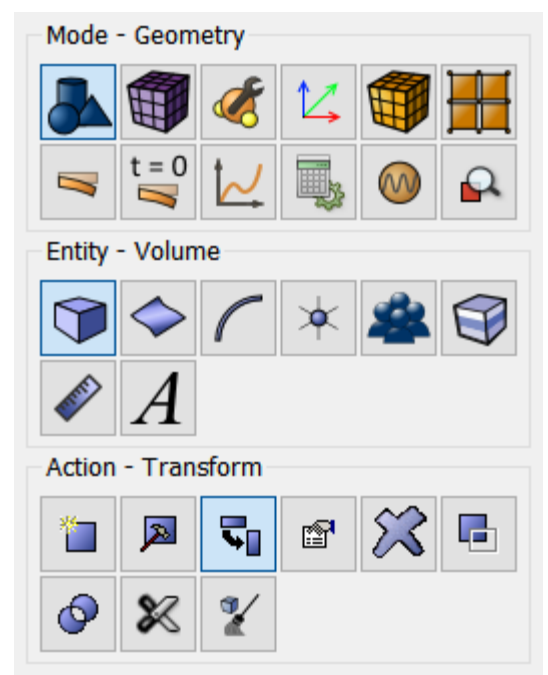 Mode - Geometry
t = 0
Entity - Volume
A
Action - Transform